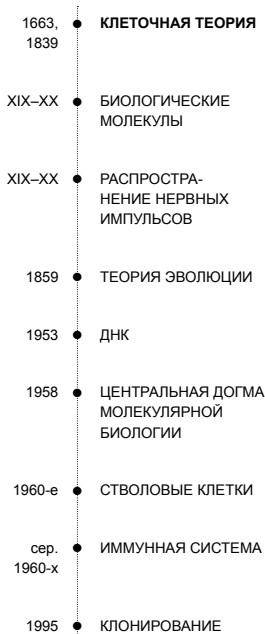 1663,
1839
КЛЕТОЧНАЯ ТЕОРИЯ
XIX–XX
БИОЛОГИЧЕСКИЕ
МОЛЕКУЛЫ
XIX–XX
РАСПРОСТРА-
НЕНИЕ НЕРВНЫХ
ИМПУЛЬСОВ
1859
ТЕОРИЯ ЭВОЛЮЦИИ
1953
ДНК
1958
ЦЕНТРАЛЬНАЯ ДОГМА
МОЛЕКУЛЯРНОЙ
БИОЛОГИИ
1960-е
СТВОЛОВЫЕ КЛЕТКИ
сер.
1960-х
ИММУННАЯ СИСТЕМА
1995
КЛОНИРОВАНИЕ